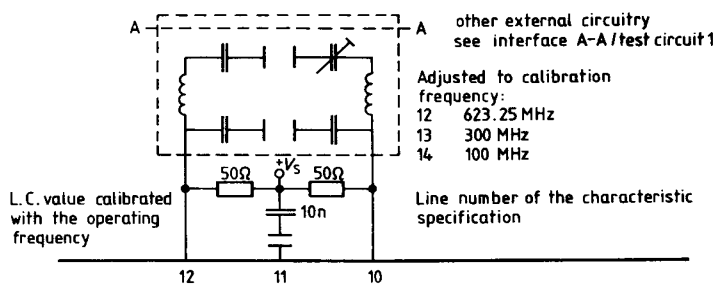 A
A
other external circuitry
see interface A-A/test circuit 1
Adjusted to calibration
frequency:
12 623.25 MHz
13 300 MHz
14 100 MHz
+Vs
50Ω
50Ω
10n
L.C. value calibrated
with the operating
frequency
Line number of the characteristic
specification
12
11
10